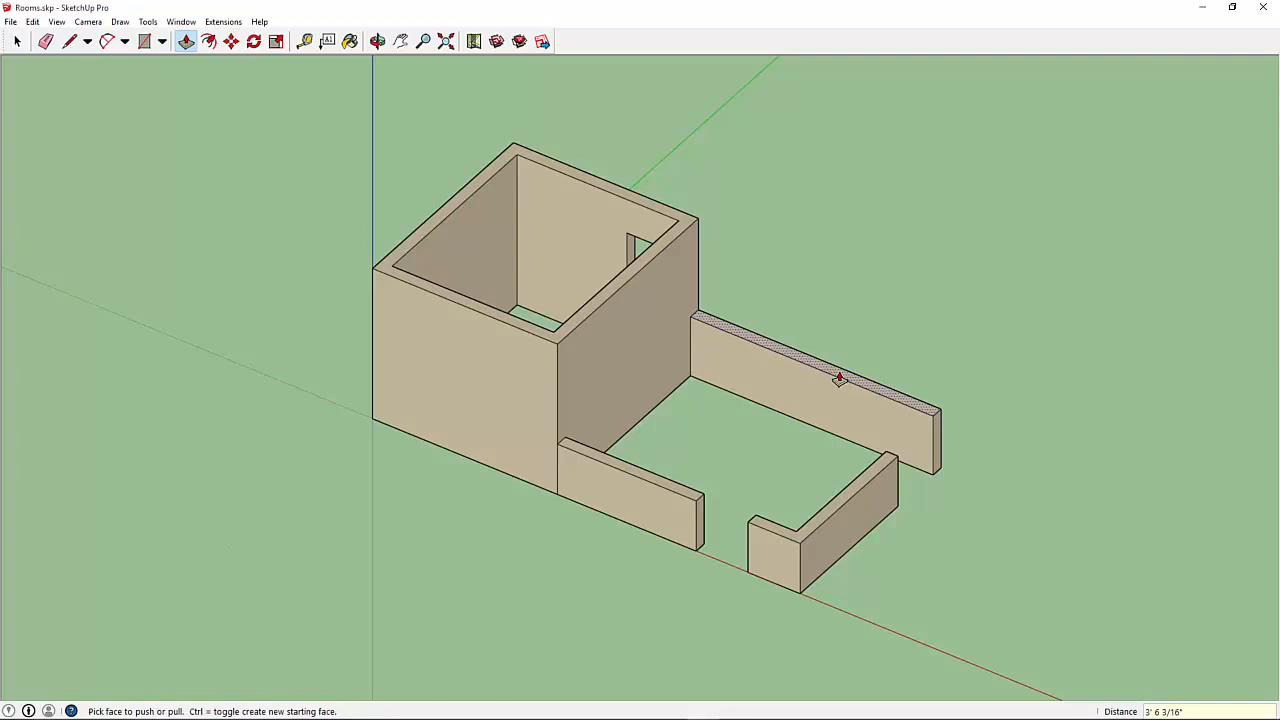 Rooms.skp - SketchUp Pro
File Edit View Camera Draw Tools Window Extensions Help
A1
Pick face to push or pull. Ctrl = toggle create new starting face.
Distance 3' 6 3/16"